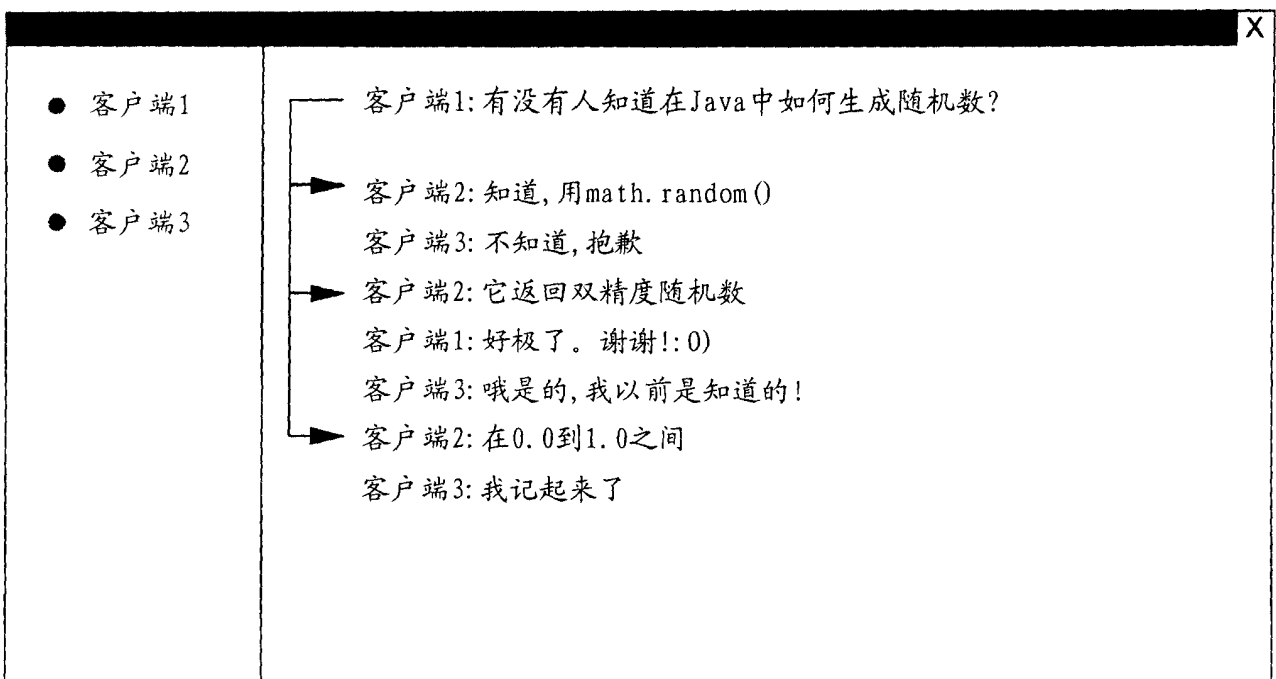 X
客户端1
客户端2
客户端3
客户端1:有没有人知道在Java中如何生成随机数?
客户端2:知道,用math.random()
客户端3:不知道,抱歉
客户端2:它返回双精度随机数
客户端1:好极了。谢谢!:0)
客户端3:哦是的,我以前是知道的!
客户端2:在0.0到1.0之间
客户端3:我记起来了